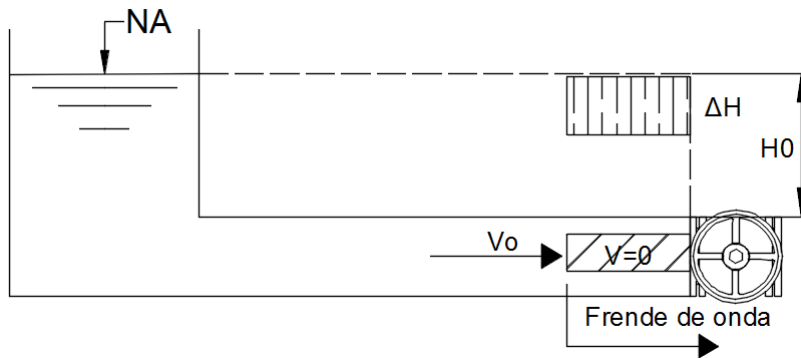 NA
ΔH
H0
Vo
V=0
Frende de onda